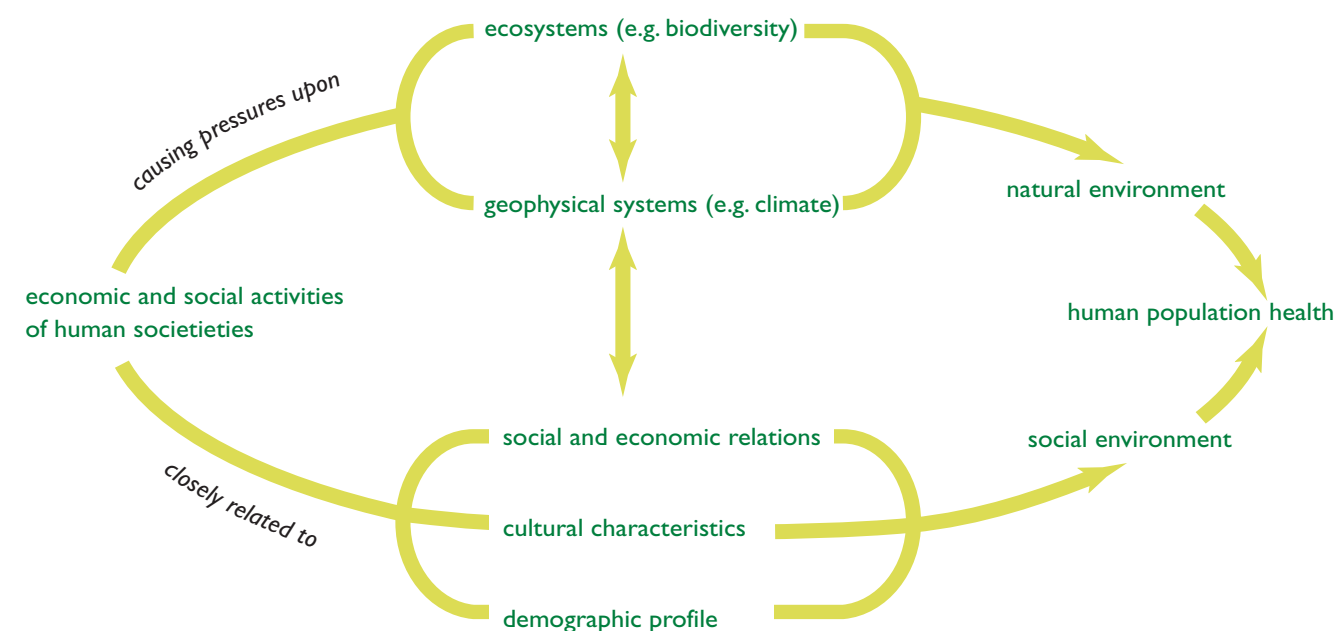 ecosystems (e.g. biodiversity)
causing pressures upon
geophysical systems (e.g. climate)
natural environment
economic and social activities
of human societieties
human population health
social and economic relations
social environment
closely related to
cultural characteristics
demographic profile